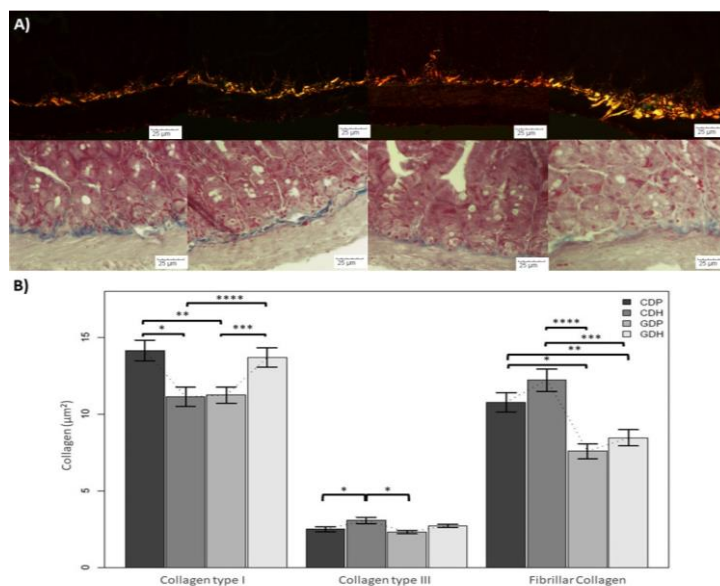 A)
25 µm 25 µm 25 µm 25 µm
25 µm 25 µm 25 µm 25 µm
B)
CDP
CDH
GDP
GDH
**** **** 
** ***
* *** **
*
15
10
5
0
Collagen (µm²)
* *
Collagen type I Collagen type III Fibrillar Collagen